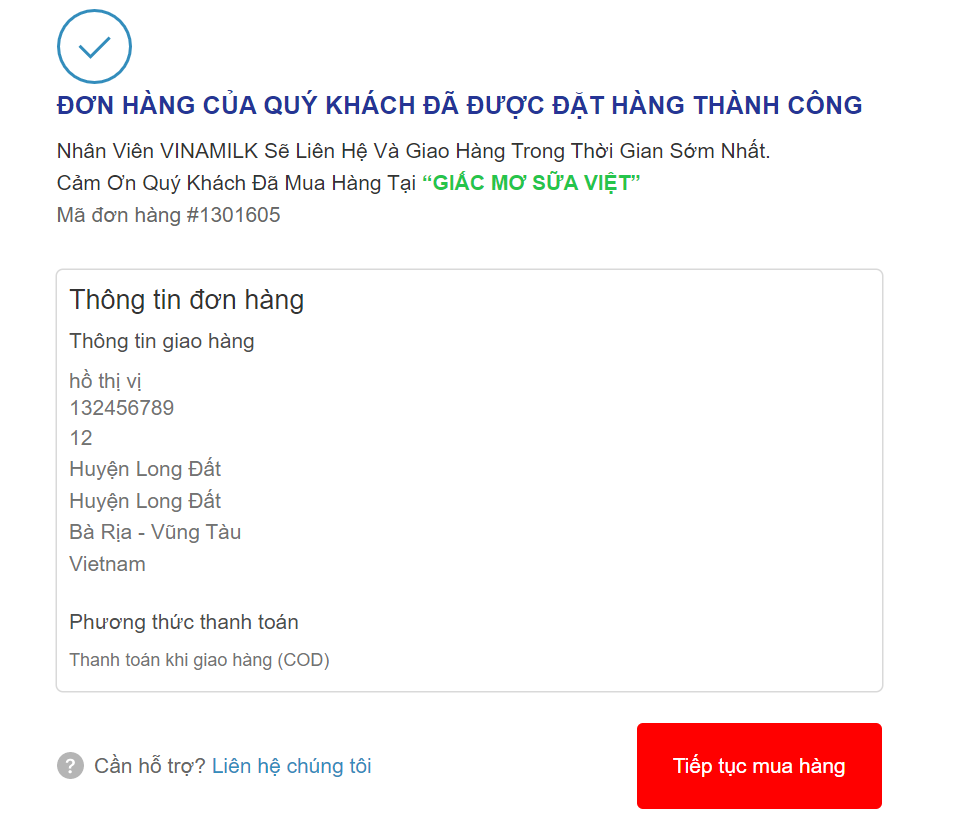 ĐƠN HÀNG CỦA QUÝ KHÁCH ĐÃ ĐƯỢC ĐẶT HÀNG THÀNH CÔNG
Nhân Viên VINAMILK Sẽ Liên Hệ Và Giao Hàng Trong Thời Gian Sớm Nhất.
Cảm Ơn Quý Khách Đã Mua Hàng Tại “GIẤC MƠ SỮA VIỆT”
Mã đơn hàng #1301605
Thông tin đơn hàng
Thông tin giao hàng
hồ thị vị
132456789
12
Huyện Long Đất
Huyện Long Đất
Bà Rịa - Vũng Tàu
Vietnam
Phương thức thanh toán
Thanh toán khi giao hàng (COD)
? Cần hỗ trợ? Liên hệ chúng tôi
Tiếp tục mua hàng